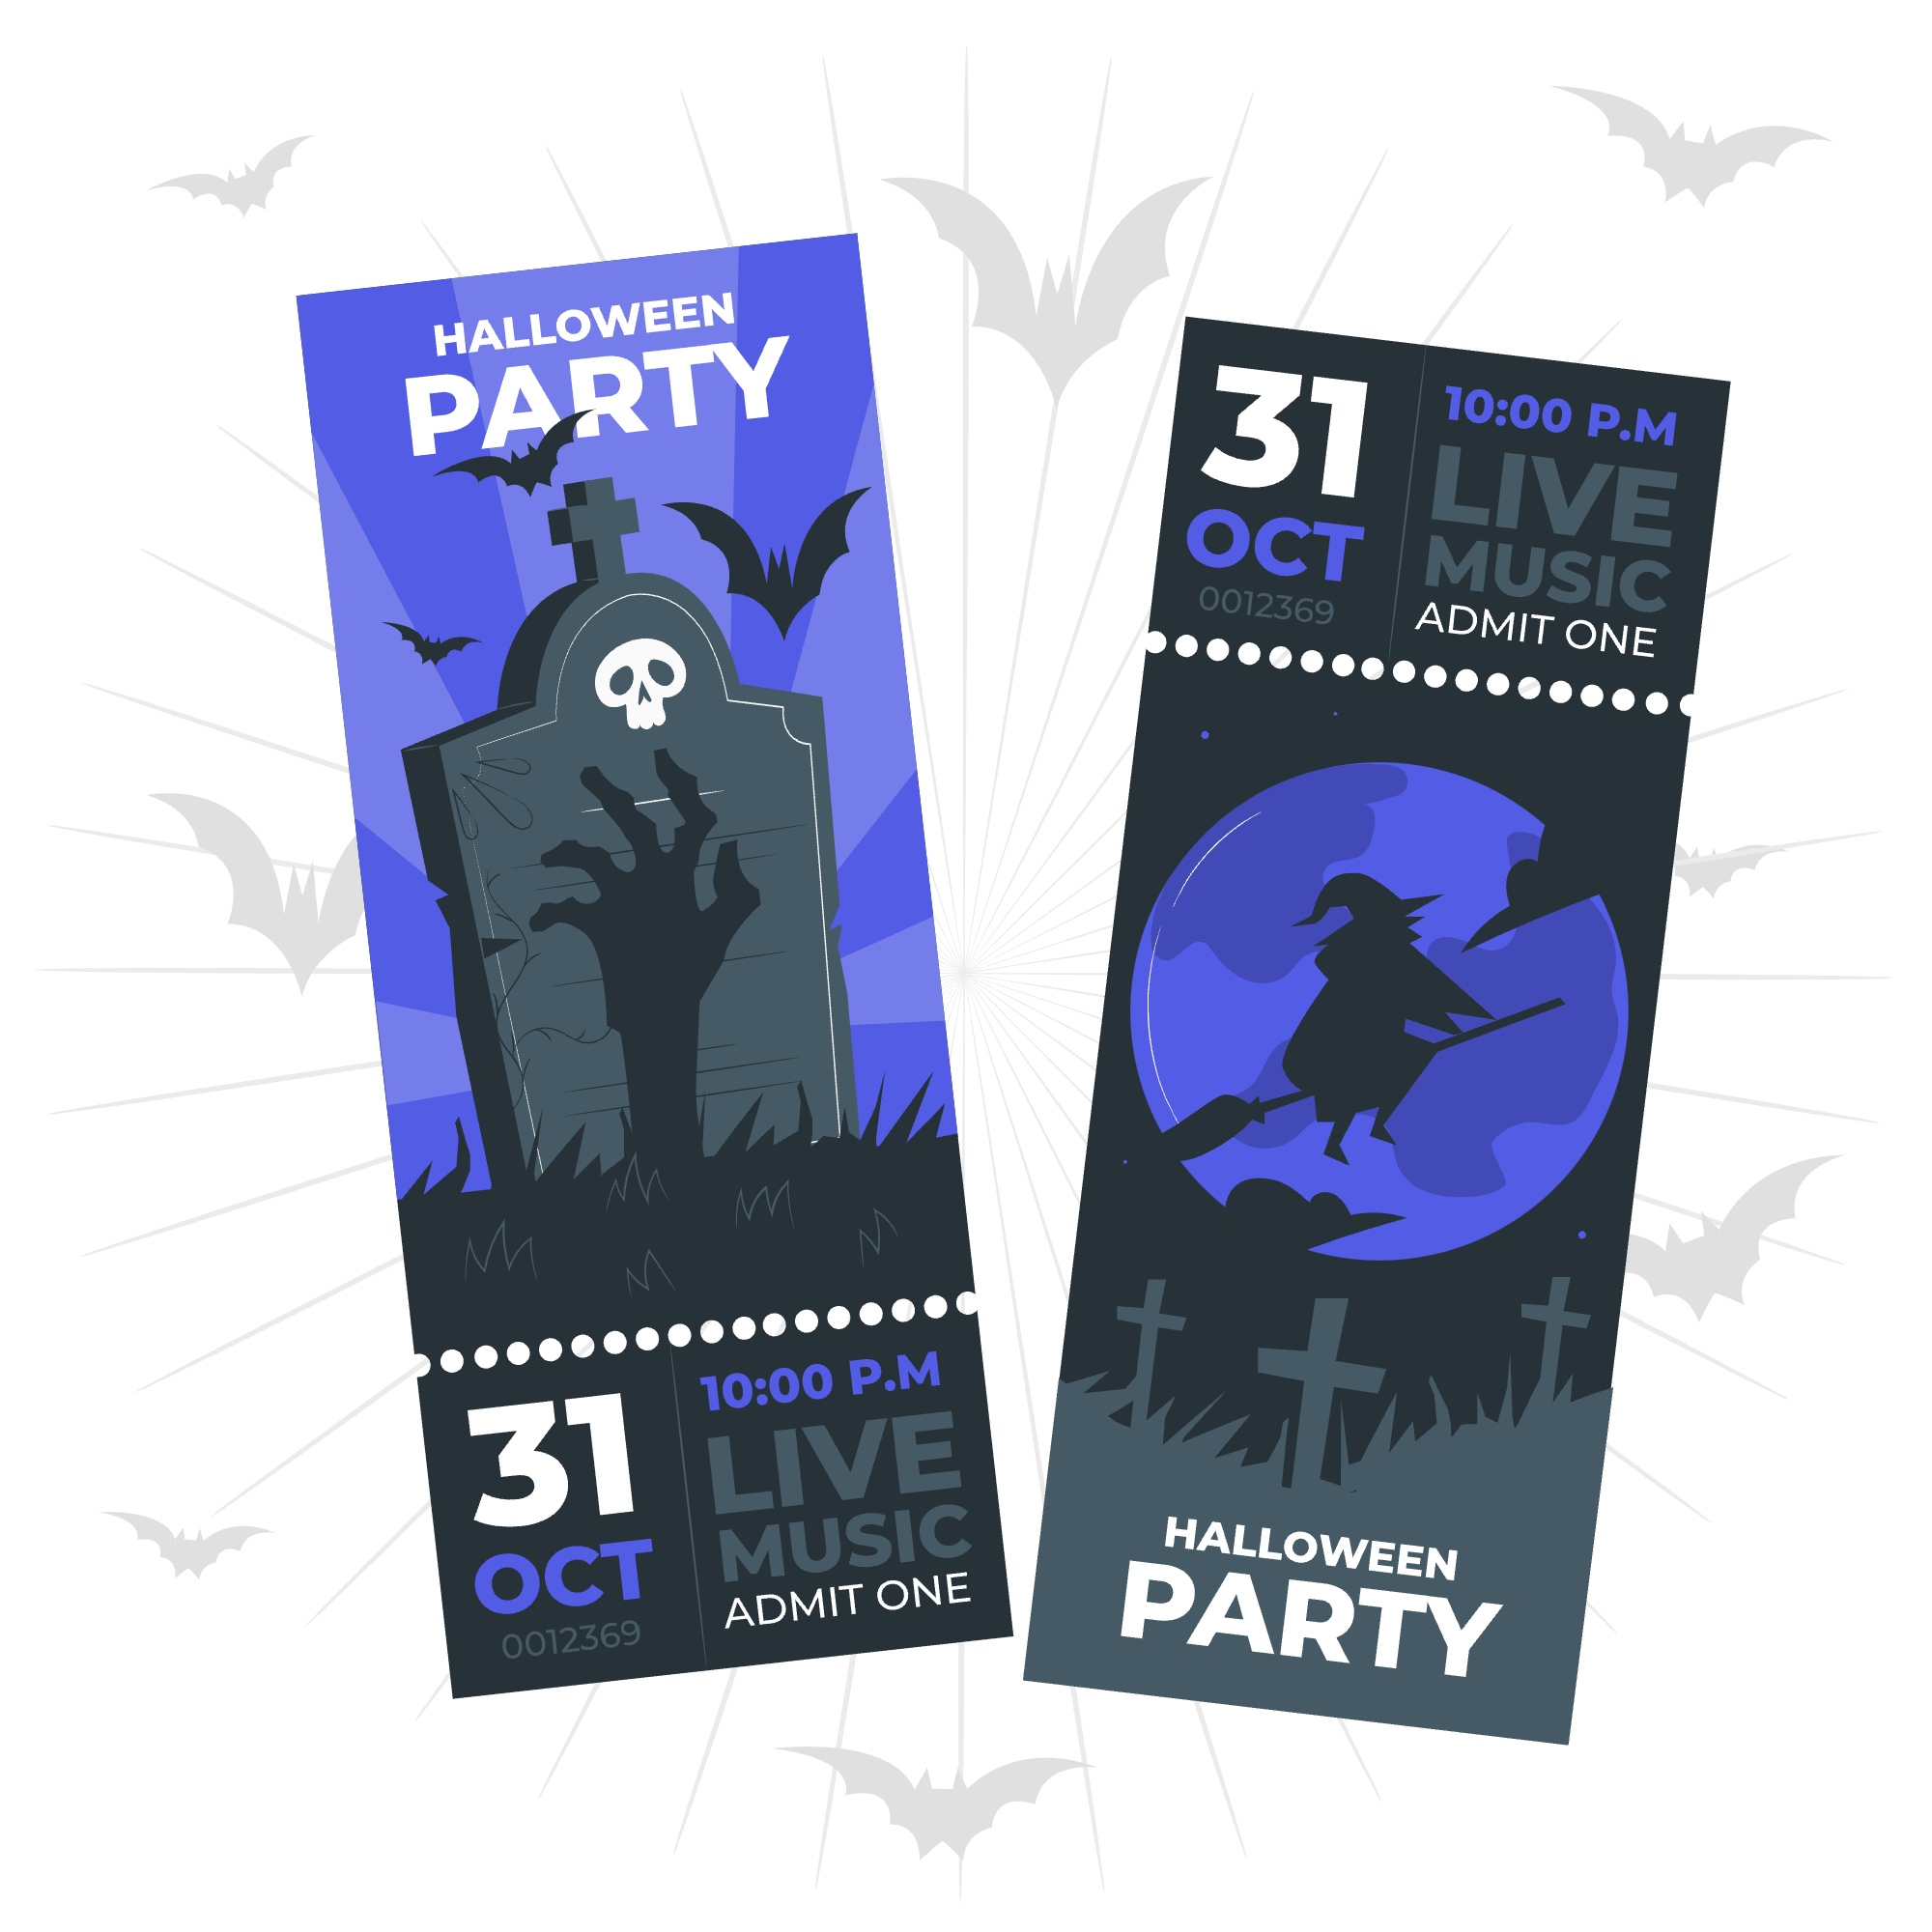 HALLOWEEN
PARTY
31
OCT
0012369
10:00 P.M
LIVE
MUSIC
ADMIT ONE
31
OCT
0012369
10:00 P.M
LIVE
MUSIC
ADMIT ONE
HALLOWEEN
PARTY